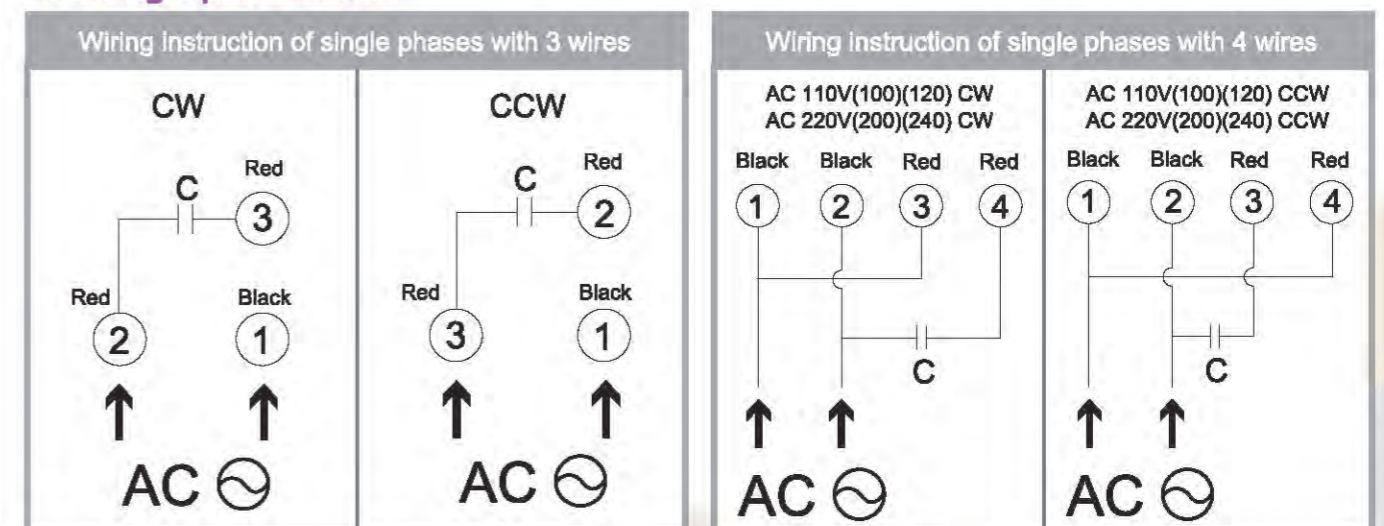 Wiring instruction of single phases with 3 wires
CW
C
Red
3
Red
Black
2
1
AC
CCW
C
Red
2
Red
Black
3
1
AC
Wiring instruction of single phases with 4 wires
AC 110V(100)(120) CW
AC 220V(200)(240) CW
Black Black Red Red
1 2 3 4
C
AC
AC 110V(100)(120) CCW
AC 220V(200)(240) CCW
Black Black Red Red
1 2 3 4
C
AC